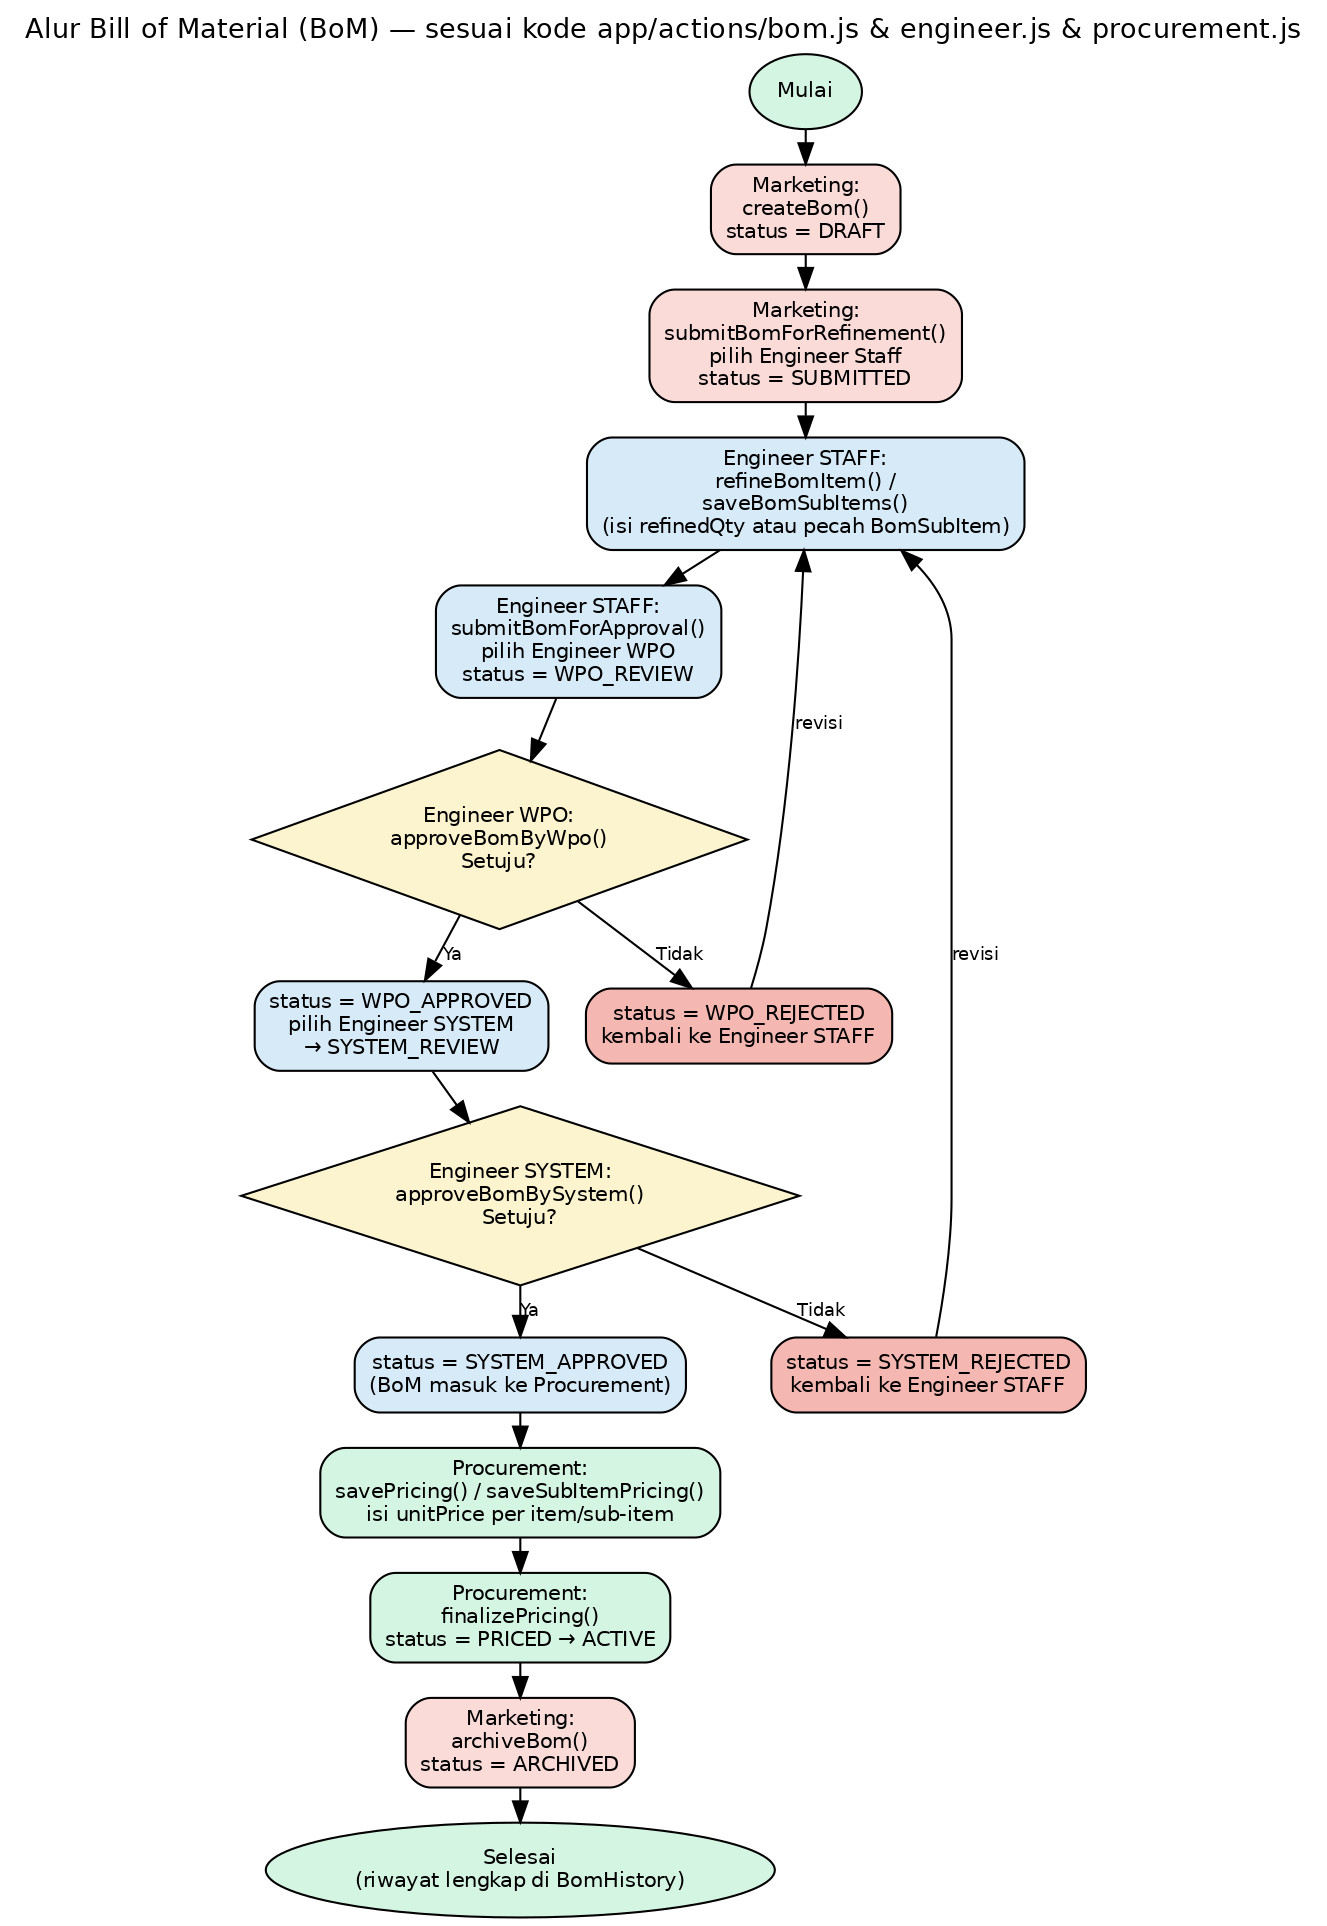 Alur Bill of Material (BoM) — sesuai kode app/actions/bom.js & engineer.js & procurement.js
Mulai
Marketing:
createBom()
status = DRAFT
Marketing:
submitBomForRefinement()
pilih Engineer Staff
status = SUBMITTED
Engineer STAFF:
refineBomItem() /
saveBomSubItems()
(isi refinedQty atau pecah BomSubItem)
Engineer STAFF:
submitBomForApproval()
pilih Engineer WPO
status = WPO_REVIEW
revisi
Engineer WPO:
approveBomByWpo()
Setuju?
Ya
Tidak
revisi
status = WPO_APPROVED
pilih Engineer SYSTEM
→ SYSTEM_REVIEW
status = WPO_REJECTED
kembali ke Engineer STAFF
Engineer SYSTEM:
approveBomBySystem()
Setuju?
Ya
Tidak
status = SYSTEM_APPROVED
(BoM masuk ke Procurement)
status = SYSTEM_REJECTED
kembali ke Engineer STAFF
Procurement:
savePricing() / saveSubItemPricing()
isi unitPrice per item/sub-item
Procurement:
finalizePricing()
status = PRICED → ACTIVE
Marketing:
archiveBom()
status = ARCHIVED
Selesai
(riwayat lengkap di BomHistory)